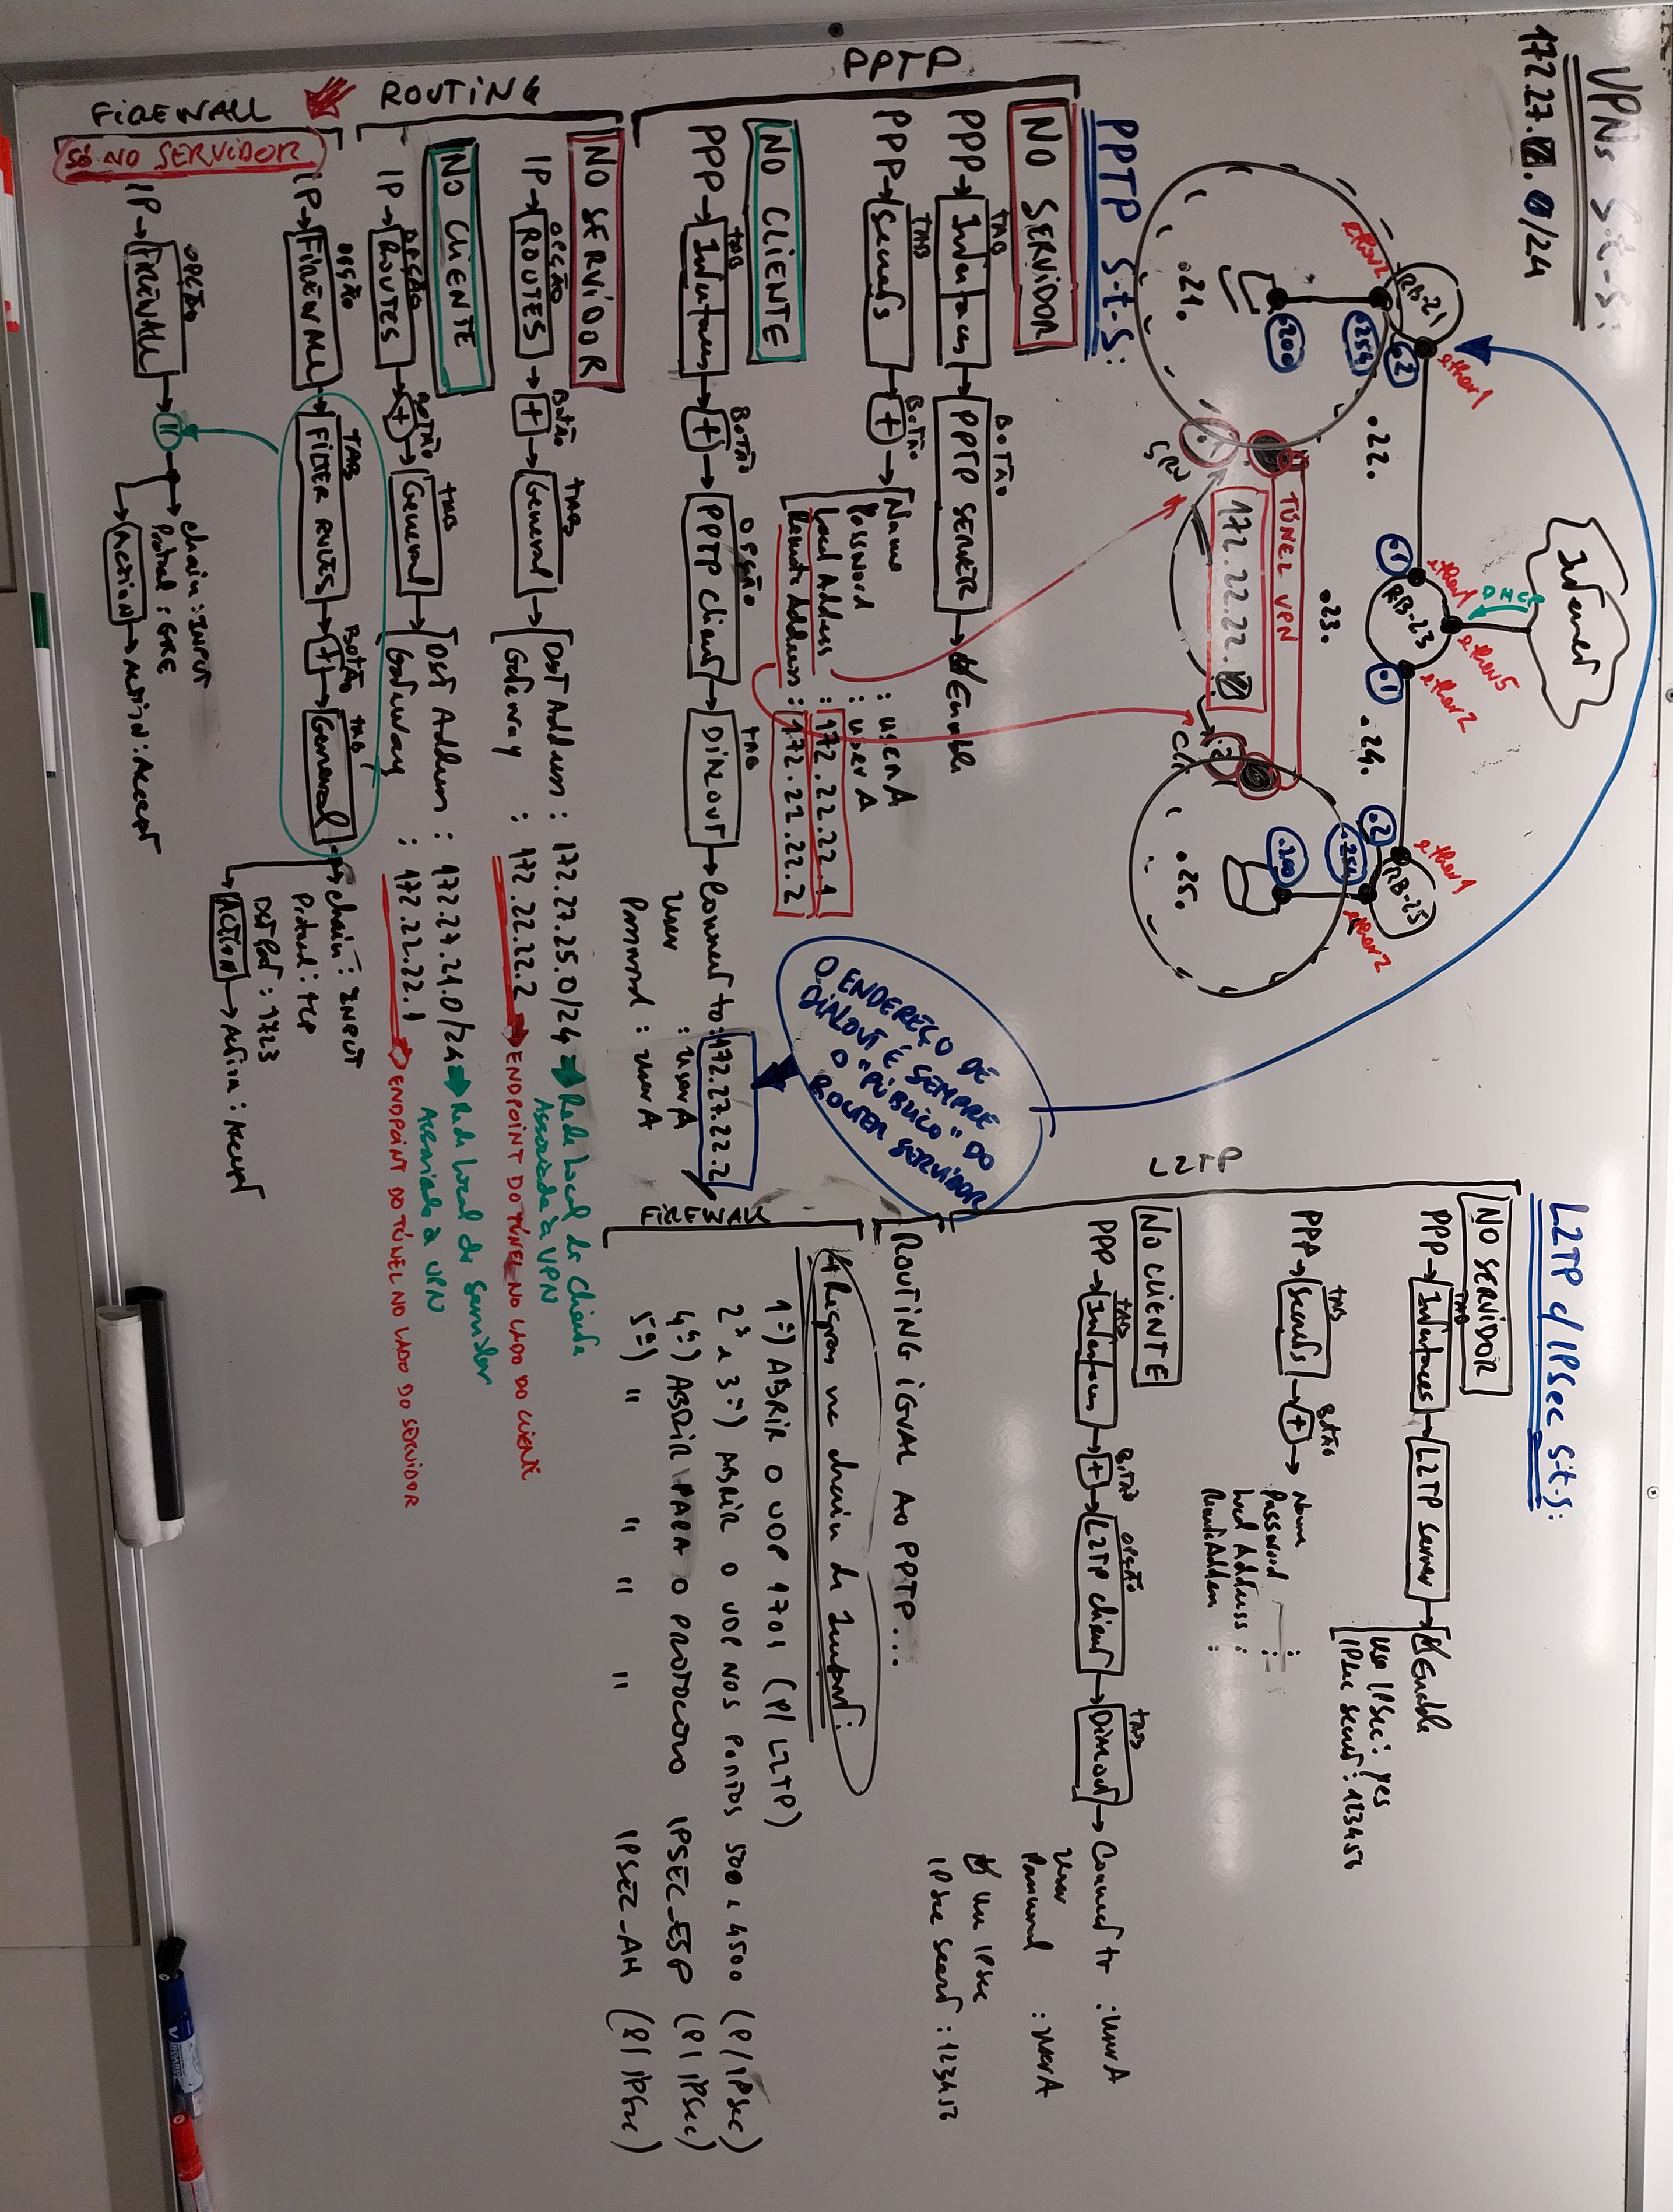 VPNs S-t-S:
172.27.0.0/24
Internet
DHCP
ether5
ether1
ether1
ether2
ether1
RB-21
RB-23
RB-25
.2
.1
.1
.2
ether2
.254
.22.
.24.
.254
ether2
.23.
.200
TÚNEL VPN
.200
172.22.22.0
.1
.2
SRV
Cli
.21.
.25.
PPTP S-t-S:
PPTP
NO SERVIDOR
TAB
BOTÃO
PPP → Interfaces → PPTP SERVER → ☑ Enable
TAB
BOTÃO
PPP → Secrets → + → Name : userA
Password : userA
Local Address : 172.22.22.1
Remote Address : 172.22.22.2
NO CLIENTE
TAB
BOTÃO
OPÇÃO
TAB
PPP → Interfaces → + → PPTP Client → DIALOUT → Connect to : 172.27.22.2
User : userA
Password : userA
O ENDEREÇO DE
DIALOUT É SEMPRE
O "PÚBLICO" DO
ROUTER SERVIDOR
ROUTING
NO SERVIDOR
OPÇÃO
BOTÃO
TAB
IP → ROUTES → + → General → Dst Address : 172.27.25.0/24 → Rede Local do Cliente
Associada à VPN
Gateway : 172.22.22.2 → ENDPOINT DO TÚNEL NO LADO DO CLIENTE
NO CLIENTE
OPÇÃO
BOTÃO
TAB
IP → ROUTES → + → General → Dst Address : 172.27.21.0/24 → Rede Local do Servidor
Associada à VPN
Gateway : 172.22.22.1 → ENDPOINT DO TÚNEL NO LADO DO SERVIDOR
FIREWALL
SÓ NO SERVIDOR
OPÇÃO
TAB
BOTÃO
TAB
IP → FIREWALL → FILTER RULES → + → General → Chain : INPUT
Protocol : tcp
Dst Port : 1723
ACTION → Action : Accept
OPÇÃO
IP → FIREWALL → 11 → Chain : INPUT
Protocol : GRE
ACTION → ACTION : Accept
L2TP c/ IPSec S-t-S:
L2TP
NO SERVIDOR
TAB
PPP → Interfaces → L2TP Server → ☑ Enable
Use IPSec : yes
IPSec Secret : 123456
TAB
BOTÃO
PPP → Secrets → + → Name :
Password :
Local Address :
Remote Address :
NO CLIENTE
TAB
BOTÃO
OPÇÃO
TAB
PPP → Interfaces → + → L2TP Client → DIALOUT → Connect to : userA
User
Password : userA
☑ Use IPSec
IPSec Secret : 123456
ROUTING IGUAL AO PPTP...
FIREWALL
4 Regras na chain de Input:
1ª) ABRIR O UDP 1701 (P/ L2TP)
2ª e 3ª) ABRIR O UDP NOS PORTOS 500 e 4500 (P/ IPSec)
4ª) ABRIR PARA O PROTOCOLO IPSEC-ESP (P/ IPSec)
5ª) " " " " IPSEC-AH (P/ IPSec)
V BOARD